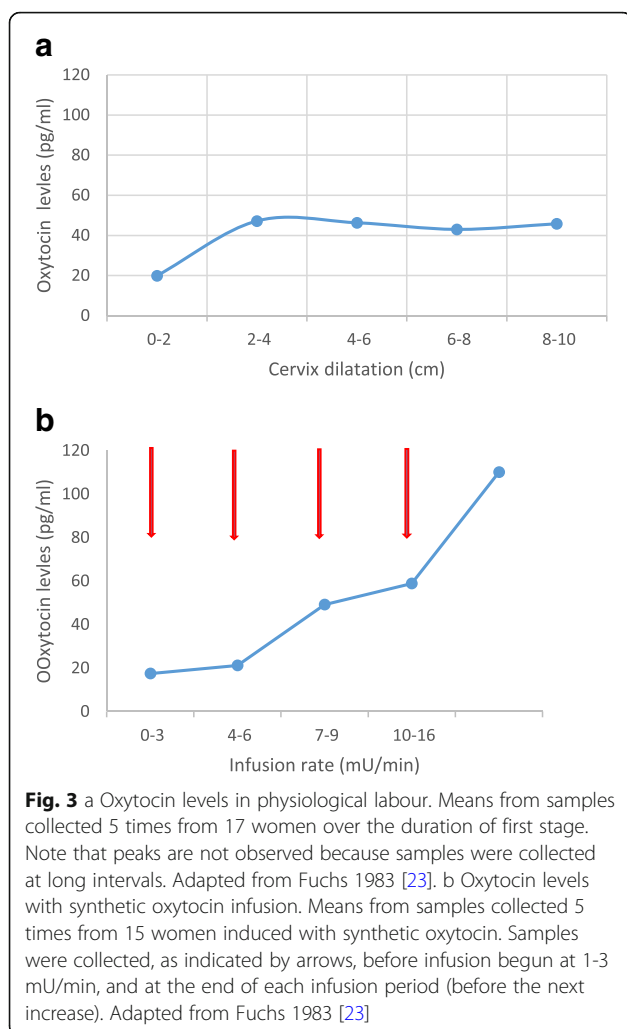 a
120
100
80
60
40
20
0
Oxytocin levles (pg/ml)
0-2 2-4 4-6 6-8 8-10
Cervix dilatation (cm)
b
120
100
80
60
40
20
0
OOxytocin levles (pg/ml)
0-3 4-6 7-9 10-16
Infusion rate (mU/min)
Fig. 3 a Oxytocin levels in physiological labour. Means from samples
collected 5 times from 17 women over the duration of first stage.
Note that peaks are not observed because samples were collected
at long intervals. Adapted from Fuchs 1983 [23]. b Oxytocin levels
with synthetic oxytocin infusion. Means from samples collected 5
times from 15 women induced with synthetic oxytocin. Samples
were collected, as indicated by arrows, before infusion begun at 1-3
mU/min, and at the end of each infusion period (before the next
increase). Adapted from Fuchs 1983 [23]